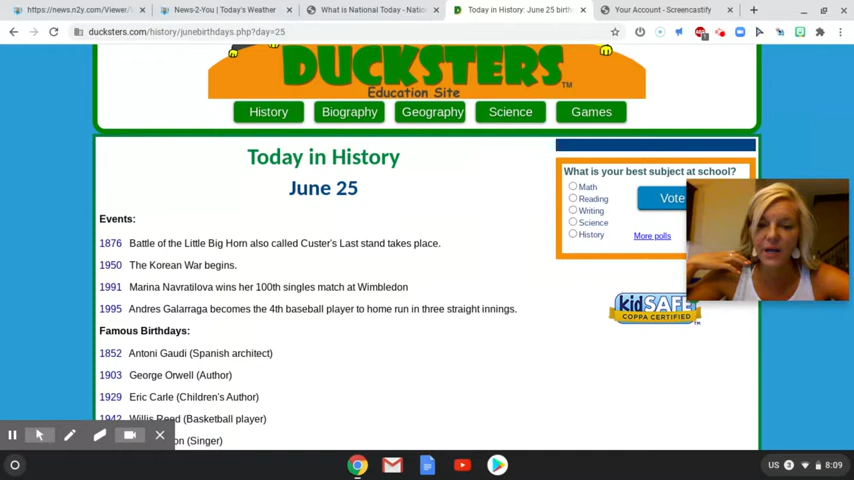 https://news.n2y.com/Viewer/V
News-2-You | Today's Weather
What is National Today - Natio
Today in History: June 25 birth
Your Account - Screencastify
ducksters.com/history/junebirthdays.php?day=25
1
DUCKSTERS TM
Education Site
History Biography Geography Science Games
Today in History
June 25
Events:
1876 Battle of the Little Big Horn also called Custer's Last stand takes place.
1950 The Korean War begins.
1991 Marina Navratilova wins her 100th singles match at Wimbledon
1995 Andres Galarraga becomes the 4th baseball player to home run in three straight innings.
Famous Birthdays:
1852 Antoni Gaudi (Spanish architect)
1903 George Orwell (Author)
1929 Eric Carle (Children's Author)
1942 Willis Reed (Basketball player)
(Singer)
What is your best subject at school?
Math
Reading
Writing
Science
History
Vote
More polls
kidSAFE
COPPA CERTIFIED
US 3 8:09